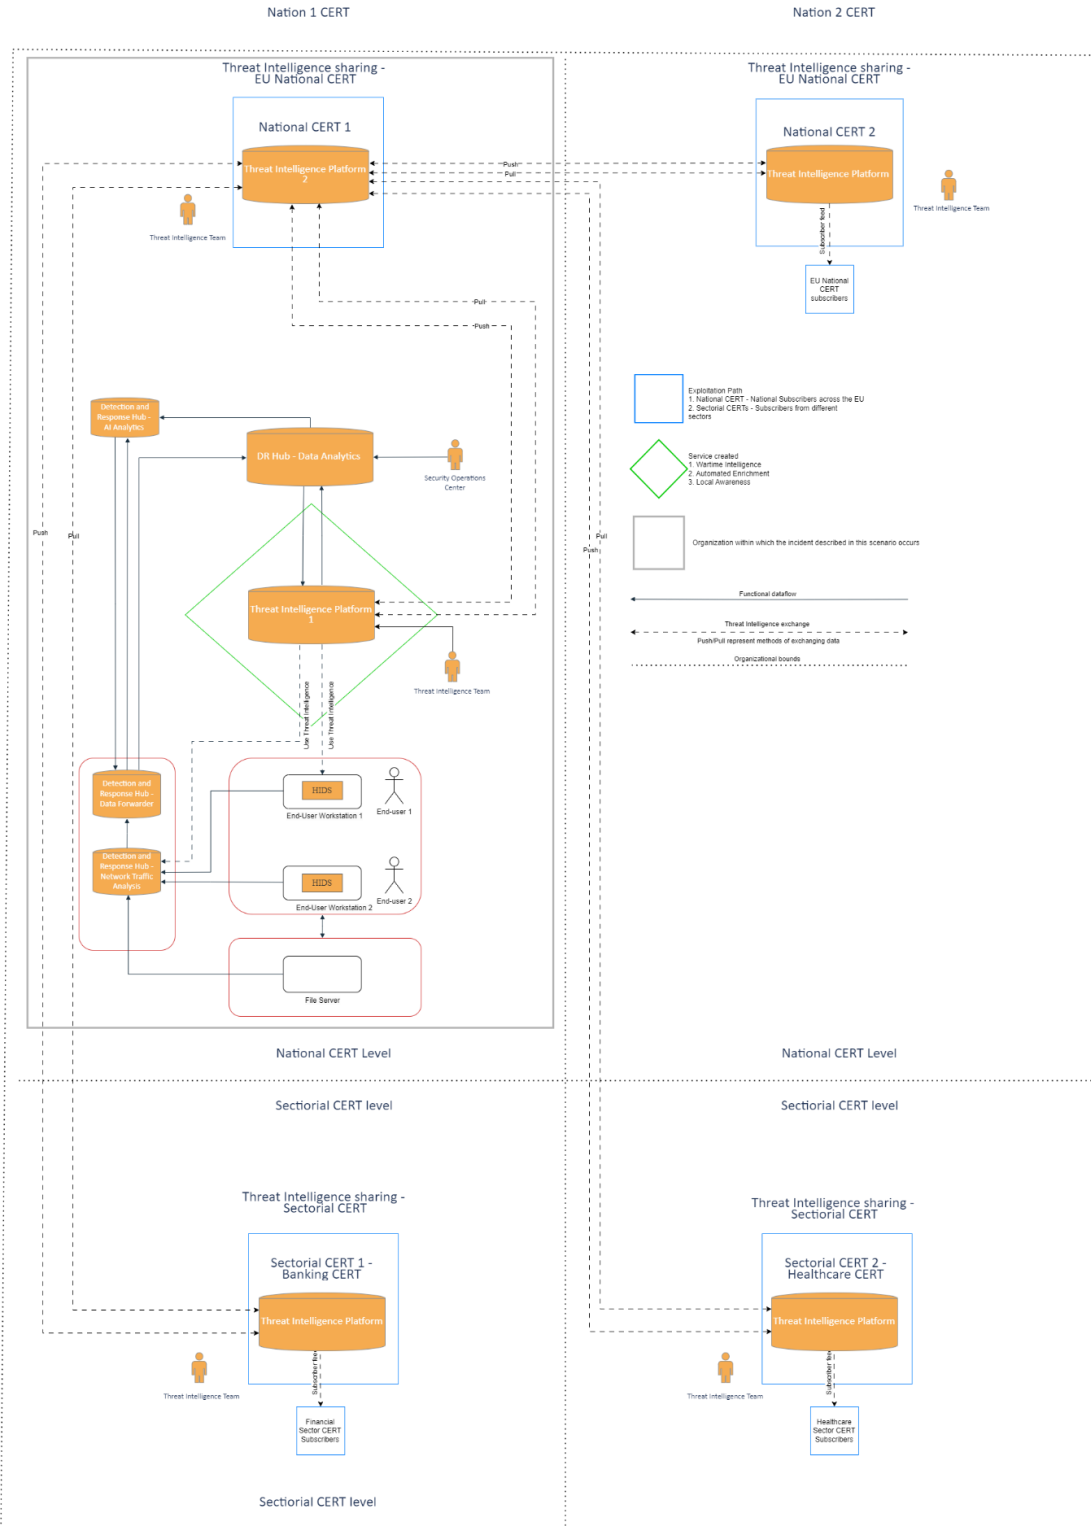 Nation 1 CERT
Nation 2 CERT
Threat Intelligence sharing -
EU National CERT
National CERT 1
Threat Intelligence Platform
2
Threat Intelligence Team
Threat Intelligence sharing -
EU National CERT
National CERT 2
Threat Intelligence Platform
Threat Intelligence Team
Push
Pull
Subscriber feed
EU National
CERT
subscribers
Pull
Push
Detection and
Response Hub -
AI Analytics
DR Hub - Data Analytics
Security Operations
Center
Exploitation Path
1. National CERT - National Subscribers across the EU
2. Sectorial CERTs - Subscribers from different
sectors
Service created
1. Wartime Intelligence
2. Automated Enrichment
3. Local Awareness
Organization within which the incident described in this scenario occurs
Functional dataflow
Threat Intelligence exchange
Push/Pull represent methods of exchanging data
Organizational bounds
Push
Pull
Pull
Push
Threat Intelligence Platform
1
Threat Intelligence Team
Use Threat Intelligence
Use Threat Intelligence
Detection and
Response Hub -
Data Forwarder
HIDS
End-User Workstation 1
End-user 1
Detection and
Response Hub -
Network Traffic
Analysis
HIDS
End-User Workstation 2
End-user 2
File Server
National CERT Level
National CERT Level
Sectiorial CERT level
Sectiorial CERT level
Threat Intelligence sharing -
Sectorial CERT
Sectorial CERT 1 -
Banking CERT
Threat Intelligence Platform
Threat Intelligence Team
Subscriber fee
Financial
Sector CERT
Subscribers
Threat Intelligence sharing -
Sectiorial CERT
Sectorial CERT 2 -
Healthcare CERT
Threat Intelligence Platform
Threat Intelligence Team
Subscriber fee
Healthcare
Sector CERT
Subscribers
Sectiorial CERT level